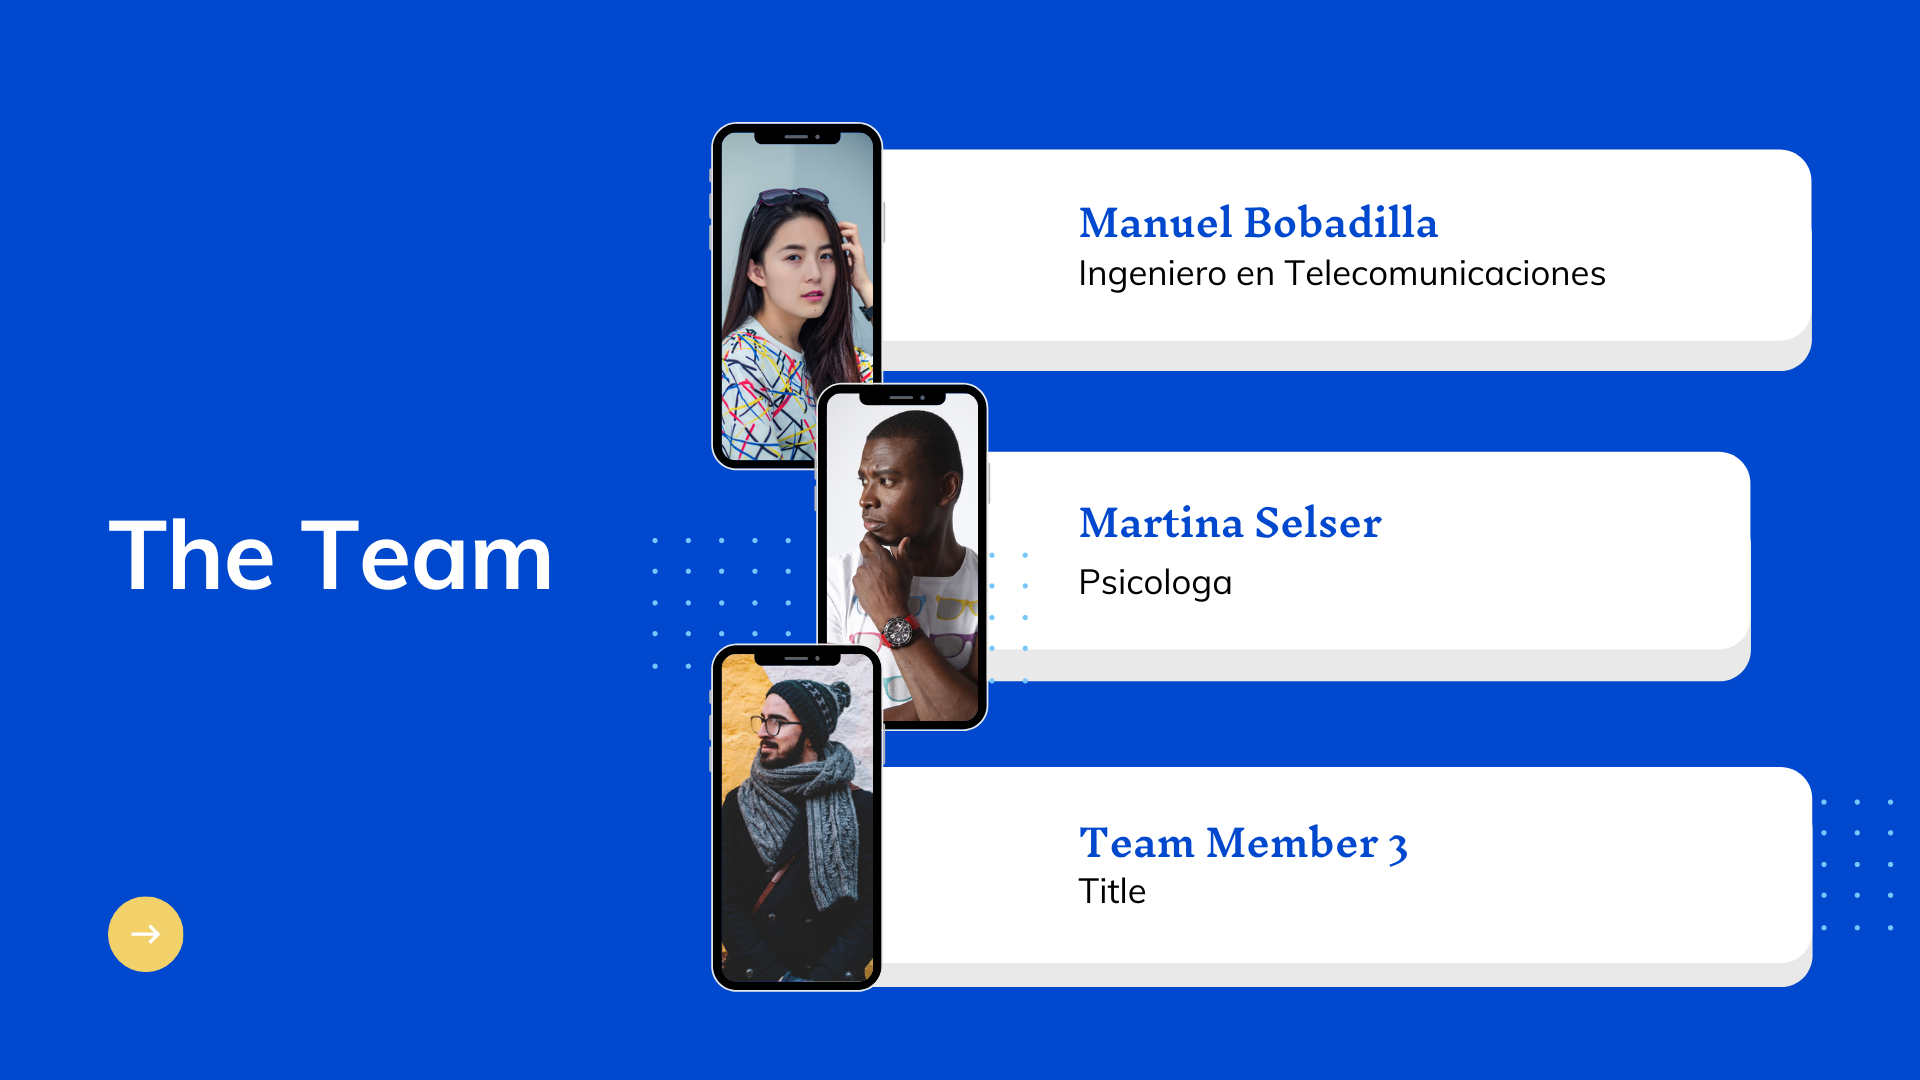 The Team
Manuel Bobadilla
Ingeniero en Telecomunicaciones
Martina Selser
Psicologa
Team Member 3
Title